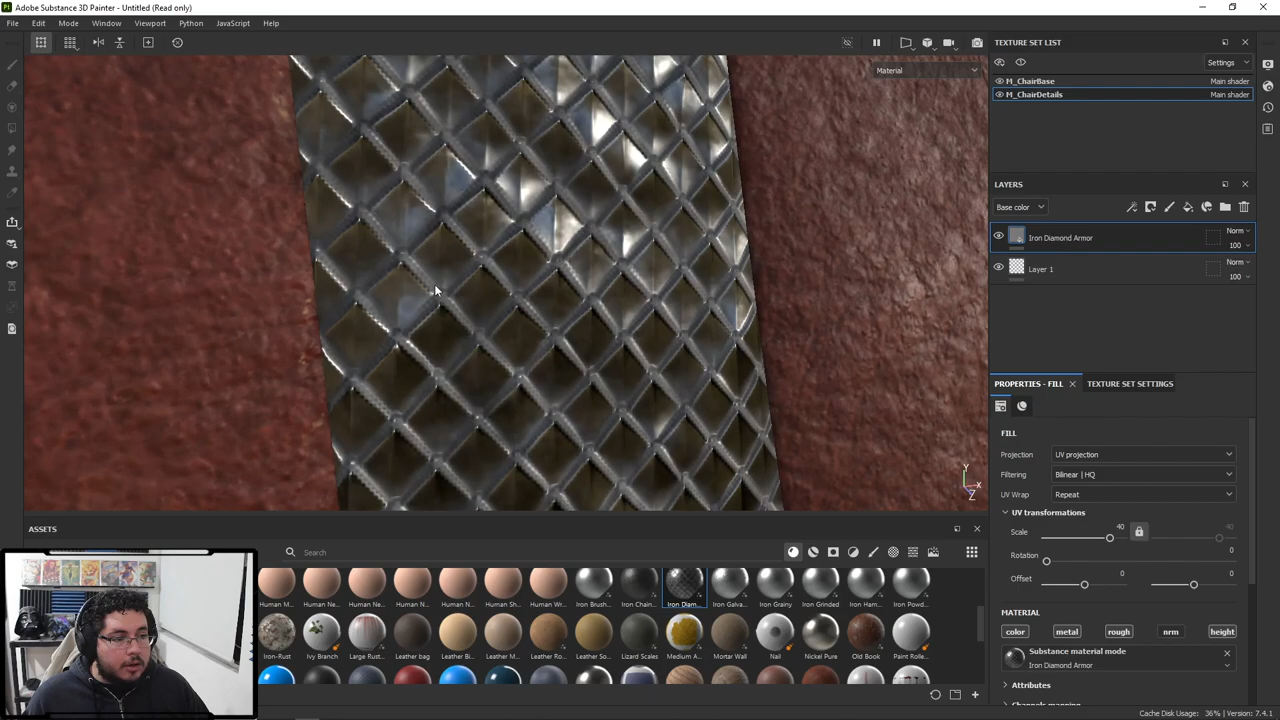 Adobe Substance 3D Painter - Untitled (Read only)
File Edit Mode Window Viewport Python JavaScript Help
Material
TEXTURE SET LIST
Settings
M_ChairBase Main shader
M_ChairDetails Main shader
LAYERS
Base color
Iron Diamond Armor Norm 100
Layer 1 Norm 100
PROPERTIES - FILL TEXTURE SET SETTINGS
FILL
Projection UV projection
Filtering Bilinear | HQ
UV Wrap Repeat
UV transformations
Scale 40 40
Rotation 0
Offset 0 0
MATERIAL
color metal rough nrm height
Substance material mode
Iron Diamond Armor
Attributes
Channels mapping
Y
X
Z
ASSETS
Search
Human M... Human Ne... Human Ne... Human N... Human N... Human Sh... Human Wr... Iron Brush... Iron Chain... Iron Diam... Iron Galva... Iron Grainy Iron Grinded Iron Ham... Iron Powd...
Iron-Rust Ivy Branch Large Rust... Leather bag Leather Bi... Leather M... Leather Ro... Leather So... Lizard Scales Medium A... Mortar Wall Nail Nickel Pure Old Book Paint Rolle...
Cache Disk Usage: 36% | Version: 7.4.1